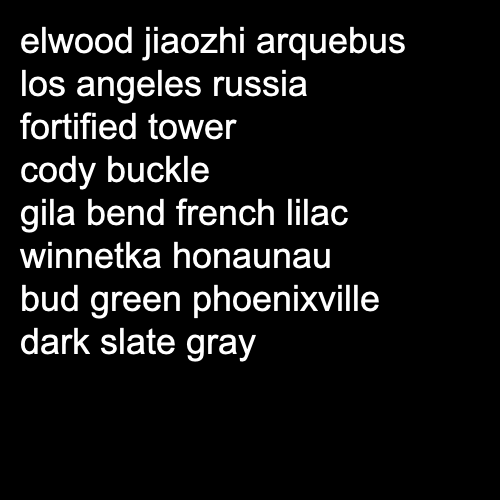 elwood jiaozhi arquebus
los angeles russia
fortified tower
cody buckle
gila bend french lilac
winnetka honaunau
bud green phoenixville
dark slate gray